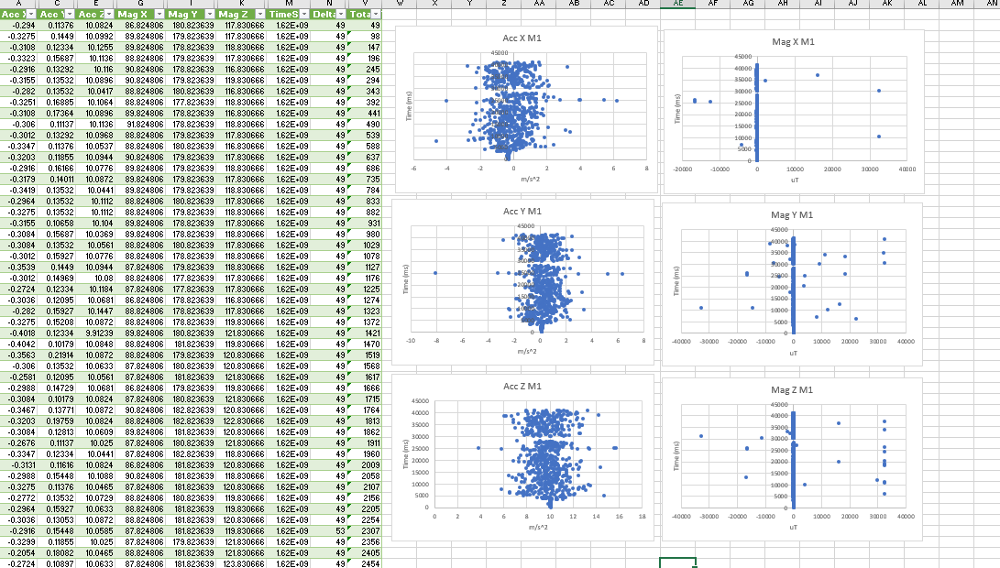 A C E G I K M N V W X Y Z AA AB AC AD AE AF AG AH AI AJ AK AL AM AN
Acc Acc Acc Z Mag X Mag Y Mag Z TimeS Delta Tota
-0.294 0.11376 10.0824 86.824806 180.823639 117.830666 1.62E+09 49 49
-0.3275 0.1449 10.0992 89.824806 179.823639 117.830666 1.62E+09 49 98
-0.3108 0.12334 10.1255 89.824806 178.823639 117.830666 1.62E+09 49 147
-0.3323 0.15687 10.1136 88.824806 179.823639 117.830666 1.62E+09 49 196
-0.2916 0.13292 10.116 90.824806 178.823639 116.830666 1.62E+09 49 245
-0.3155 0.13532 10.0896 90.824806 179.823639 117.830666 1.62E+09 49 294
-0.282 0.13532 10.0417 88.824806 180.823639 116.830666 1.62E+09 49 343
-0.3251 0.16885 10.1064 88.824806 177.823639 118.830666 1.62E+09 49 392
-0.3108 0.17364 10.0896 89.824806 179.823639 118.830666 1.62E+09 49 441
-0.306 0.11137 10.1136 91.824806 178.823639 118.830666 1.62E+09 49 490
-0.3012 0.13292 10.0968 88.824806 179.823639 117.830666 1.62E+09 49 539
-0.3347 0.11376 10.0537 88.824806 180.823639 116.830666 1.62E+09 49 588
-0.3203 0.11855 10.0944 90.824806 179.823639 117.830666 1.62E+09 49 637
-0.2916 0.16166 10.0776 89.824806 179.823639 118.830666 1.62E+09 49 686
-0.3179 0.14011 10.0872 89.824806 179.823639 118.830666 1.62E+09 49 735
-0.3419 0.13532 10.0441 88.824806 179.823639 118.830666 1.62E+09 49 784
-0.2964 0.13532 10.1112 88.824806 180.823639 117.830666 1.62E+09 49 833
-0.3275 0.13532 10.1112 88.824806 179.823639 118.830666 1.62E+09 49 882
-0.3155 0.10658 10.104 89.824806 178.823639 117.830666 1.62E+09 49 931
-0.3084 0.15687 10.0369 88.824806 178.823639 118.830666 1.62E+09 49 980
-0.3084 0.13532 10.0561 88.824806 180.823639 118.830666 1.62E+09 49 1029
-0.3012 0.15927 10.0776 88.824806 178.823639 118.830666 1.62E+09 49 1078
-0.3539 0.1449 10.0944 87.824806 178.823639 117.830666 1.62E+09 49 1127
-0.3012 0.14969 10.08 88.824806 177.823639 117.830666 1.62E+09 49 1176
-0.2724 0.12334 10.1184 87.824806 177.823639 117.830666 1.62E+09 49 1225
-0.3036 0.12095 10.0681 86.824806 178.823639 116.830666 1.62E+09 49 1274
-0.282 0.15927 10.1447 88.824806 178.823639 118.830666 1.62E+09 49 1323
-0.3275 0.15208 10.0872 88.824806 178.823639 119.830666 1.62E+09 49 1372
-0.4018 0.12334 9.91239 83.824806 180.823639 121.830666 1.62E+09 49 1421
-0.4042 0.10179 10.0848 88.824806 181.823639 119.830666 1.62E+09 49 1470
-0.3563 0.21914 10.0872 88.824806 179.823639 120.830666 1.62E+09 49 1519
-0.306 0.13532 10.0633 87.824806 180.823639 120.830666 1.62E+09 49 1568
-0.2581 0.12095 10.0561 87.824806 181.823639 121.830666 1.62E+09 49 1617
-0.2988 0.14729 10.0681 87.824806 179.823639 119.830666 1.62E+09 49 1666
-0.3084 0.10179 10.0824 87.824806 180.823639 121.830666 1.62E+09 49 1715
-0.3467 0.13771 10.0872 90.824806 182.823639 121.830666 1.62E+09 49 1764
-0.3203 0.19759 10.0824 88.824806 180.823639 122.830666 1.62E+09 49 1813
-0.3084 0.12813 10.0609 89.824806 181.823639 120.830666 1.62E+09 49 1862
-0.2676 0.11137 10.025 87.824806 180.823639 121.830666 1.62E+09 49 1911
-0.3347 0.12334 10.0441 87.824806 182.823639 118.830666 1.62E+09 49 1960
-0.3131 0.1616 10.0824 86.824806 181.823639 120.830666 1.62E+09 49 2009
-0.2988 0.15448 10.1088 90.824806 181.823639 118.830666 1.62E+09 49 2058
-0.3275 0.11376 10.0465 87.824806 181.823639 120.830666 1.62E+09 49 2107
-0.2772 0.13532 10.0729 88.824806 180.823639 119.830666 1.62E+09 49 2156
-0.2964 0.15927 10.0633 88.824806 181.823639 119.830666 1.62E+09 49 2205
-0.3036 0.13053 10.0872 88.824806 181.823639 120.830666 1.62E+09 49 2254
-0.2916 0.15448 10.0585 87.824806 181.823639 119.830666 1.62E+09 53 2307
-0.3299 0.11855 10.025 87.824806 179.823639 121.830666 1.62E+09 49 2356
-0.2054 0.18082 10.0465 87.824806 181.823639 121.830666 1.62E+09 49 2405
-0.2724 0.10897 10.0633 87.824806 181.823639 123.830666 1.62E+09 49 2454
Acc X M1
45000
40000
Time (ms)
-6 -4 -2 0 2 4 6 8
m/s^2
Mag X M1
45000
40000
35000
30000
25000
20000
15000
10000
5000
0
Time (ms)
-20000 -10000 0 10000 20000 30000 40000
uT
Acc Y M1
45000
Time (ms)
-10 -8 -6 -4 -2 0 2 4 6 8
m/s^2
Mag Y M1
45000
40000
35000
30000
25000
20000
15000
10000
5000
0
Time (ms)
-40000 -30000 -20000 -10000 0 10000 20000 30000 40000
uT
Acc Z M1
45000
40000
35000
30000
25000
20000
15000
10000
5000
0
Time (ms)
0 2 4 6 8 10 12 14 16 18
m/s^2
Mag Z M1
45000
40000
35000
30000
25000
20000
15000
10000
5000
0
Time (ms)
-40000 -30000 -20000 -10000 0 10000 20000 30000 40000
uT